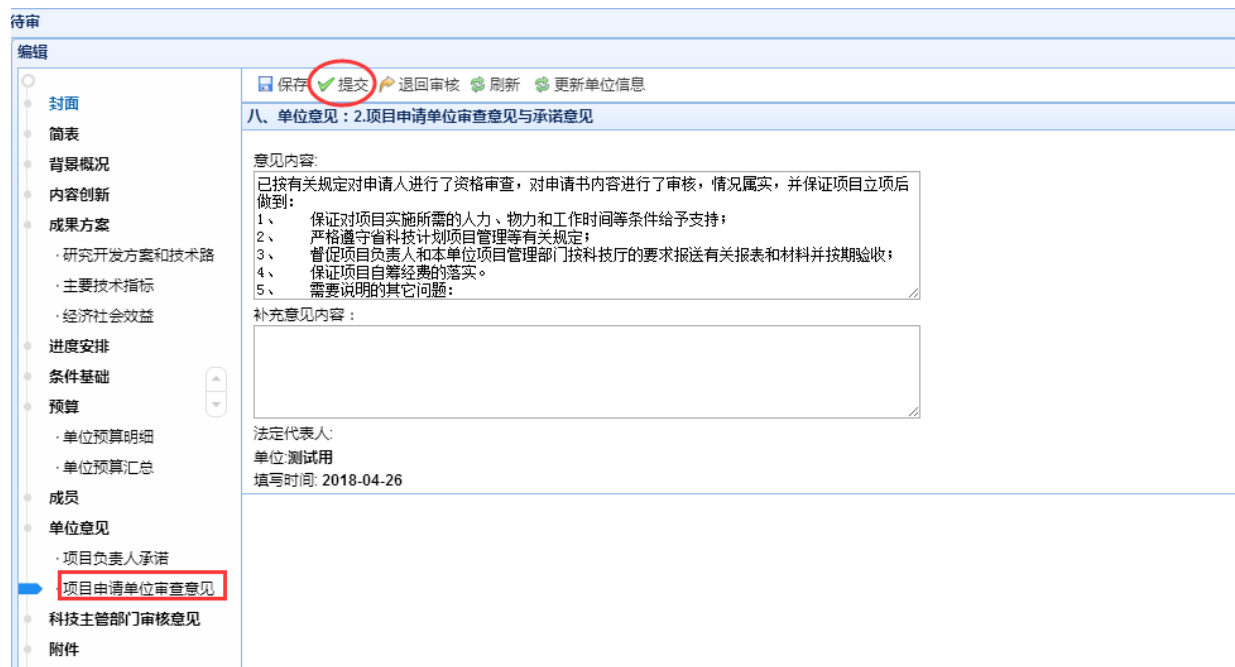 待审
编辑
封面
简表
背景概况
内容创新
成果方案
·研究开发方案和技术路
·主要技术指标
·经济社会效益
进度安排
条件基础
预算
·单位预算明细
·单位预算汇总
成员
单位意见
·项目负责人承诺
·项目申请单位审查意见
科技主管部门审核意见
附件
保存 提交 退回审核 刷新 更新单位信息
八、单位意见：2.项目申请单位审查意见与承诺意见
意见内容:
已按有关规定对申请人进行了资格审查，对申请书内容进行了审核，情况属实，并保证项目立项后
做到：
1、 保证对项目实施所需的人力、物力和工作时间等条件给予支持；
2、 严格遵守省科技计划项目管理等有关规定；
3、 督促项目负责人和本单位项目管理部门按科技厅的要求报送有关报表和材料并按期验收；
4、 保证项目自筹经费的落实。
5、 需要说明的其它问题：
补充意见内容：
法定代表人:
单位:测试用
填写时间: 2018-04-26